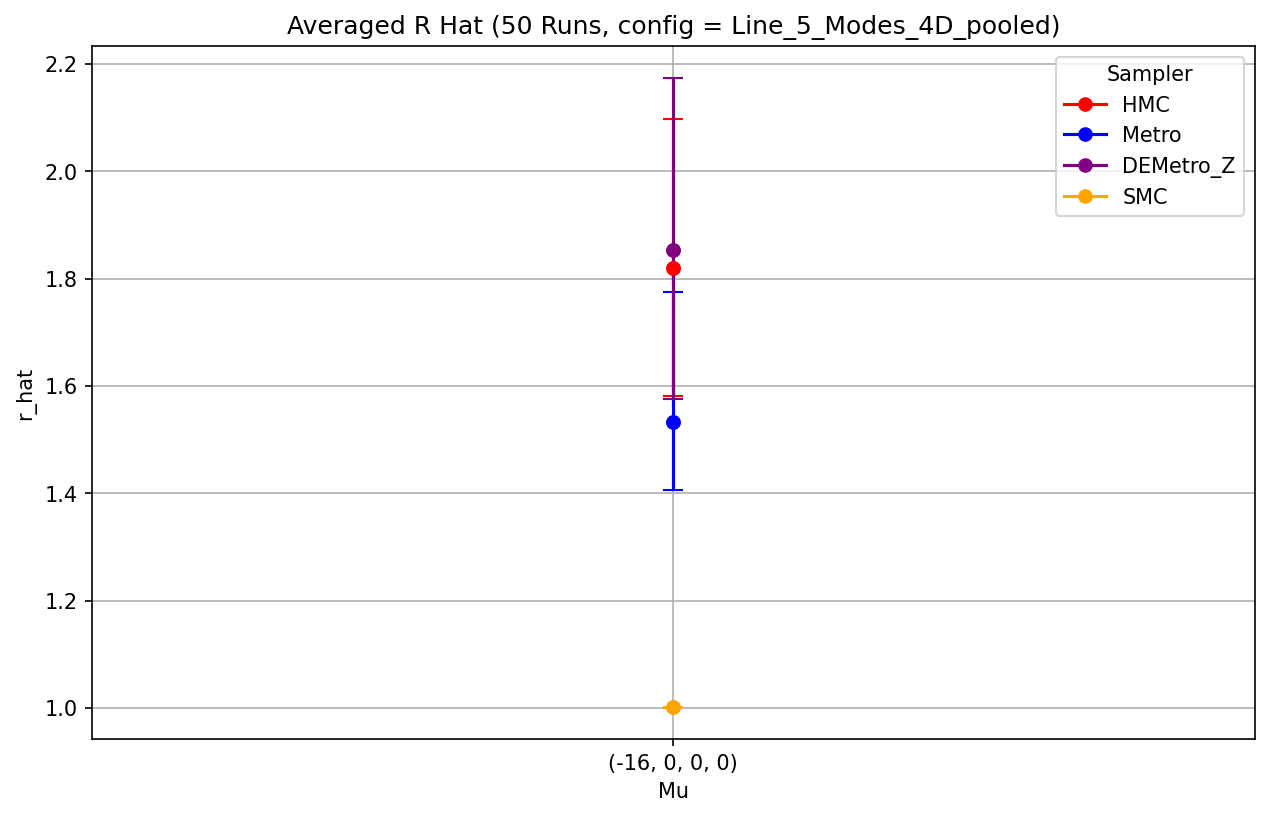 Averaged R Hat (50 Runs, config = Line_5_Modes_4D_pooled)
r_hat
2.2
2.0
1.8
1.6
1.4
1.2
1.0
Sampler
HMC
Metro
DEMetro_Z
SMC
(-16, 0, 0, 0)
Mu